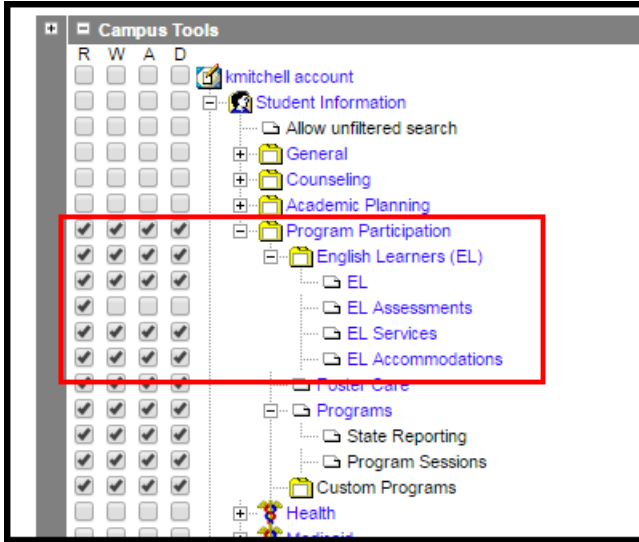 Campus Tools
R W A D
kmitchell account
Student Information
Allow unfiltered search
General
Counseling
Academic Planning
Program Participation
English Learners (EL)
EL
EL Assessments
EL Services
EL Accommodations
Foster Care
Programs
State Reporting
Program Sessions
Custom Programs
Health
Medicaid